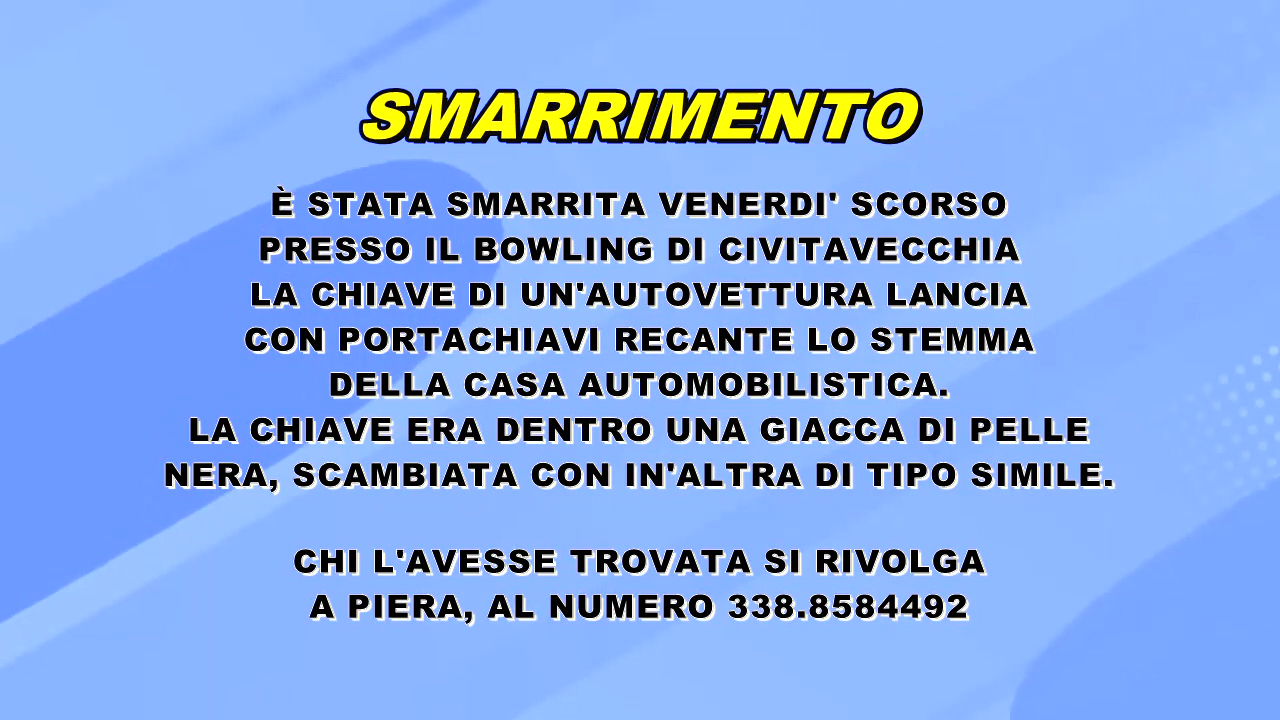 SMARRIMENTO
È STATA SMARRITA VENERDI' SCORSO
PRESSO IL BOWLING DI CIVITAVECCHIA
LA CHIAVE DI UN'AUTOVETTURA LANCIA
CON PORTACHIAVI RECANTE LO STEMMA
DELLA CASA AUTOMOBILISTICA.
LA CHIAVE ERA DENTRO UNA GIACCA DI PELLE
NERA, SCAMBIATA CON IN'ALTRA DI TIPO SIMILE.
CHI L'AVESSE TROVATA SI RIVOLGA
A PIERA, AL NUMERO 338.8584492